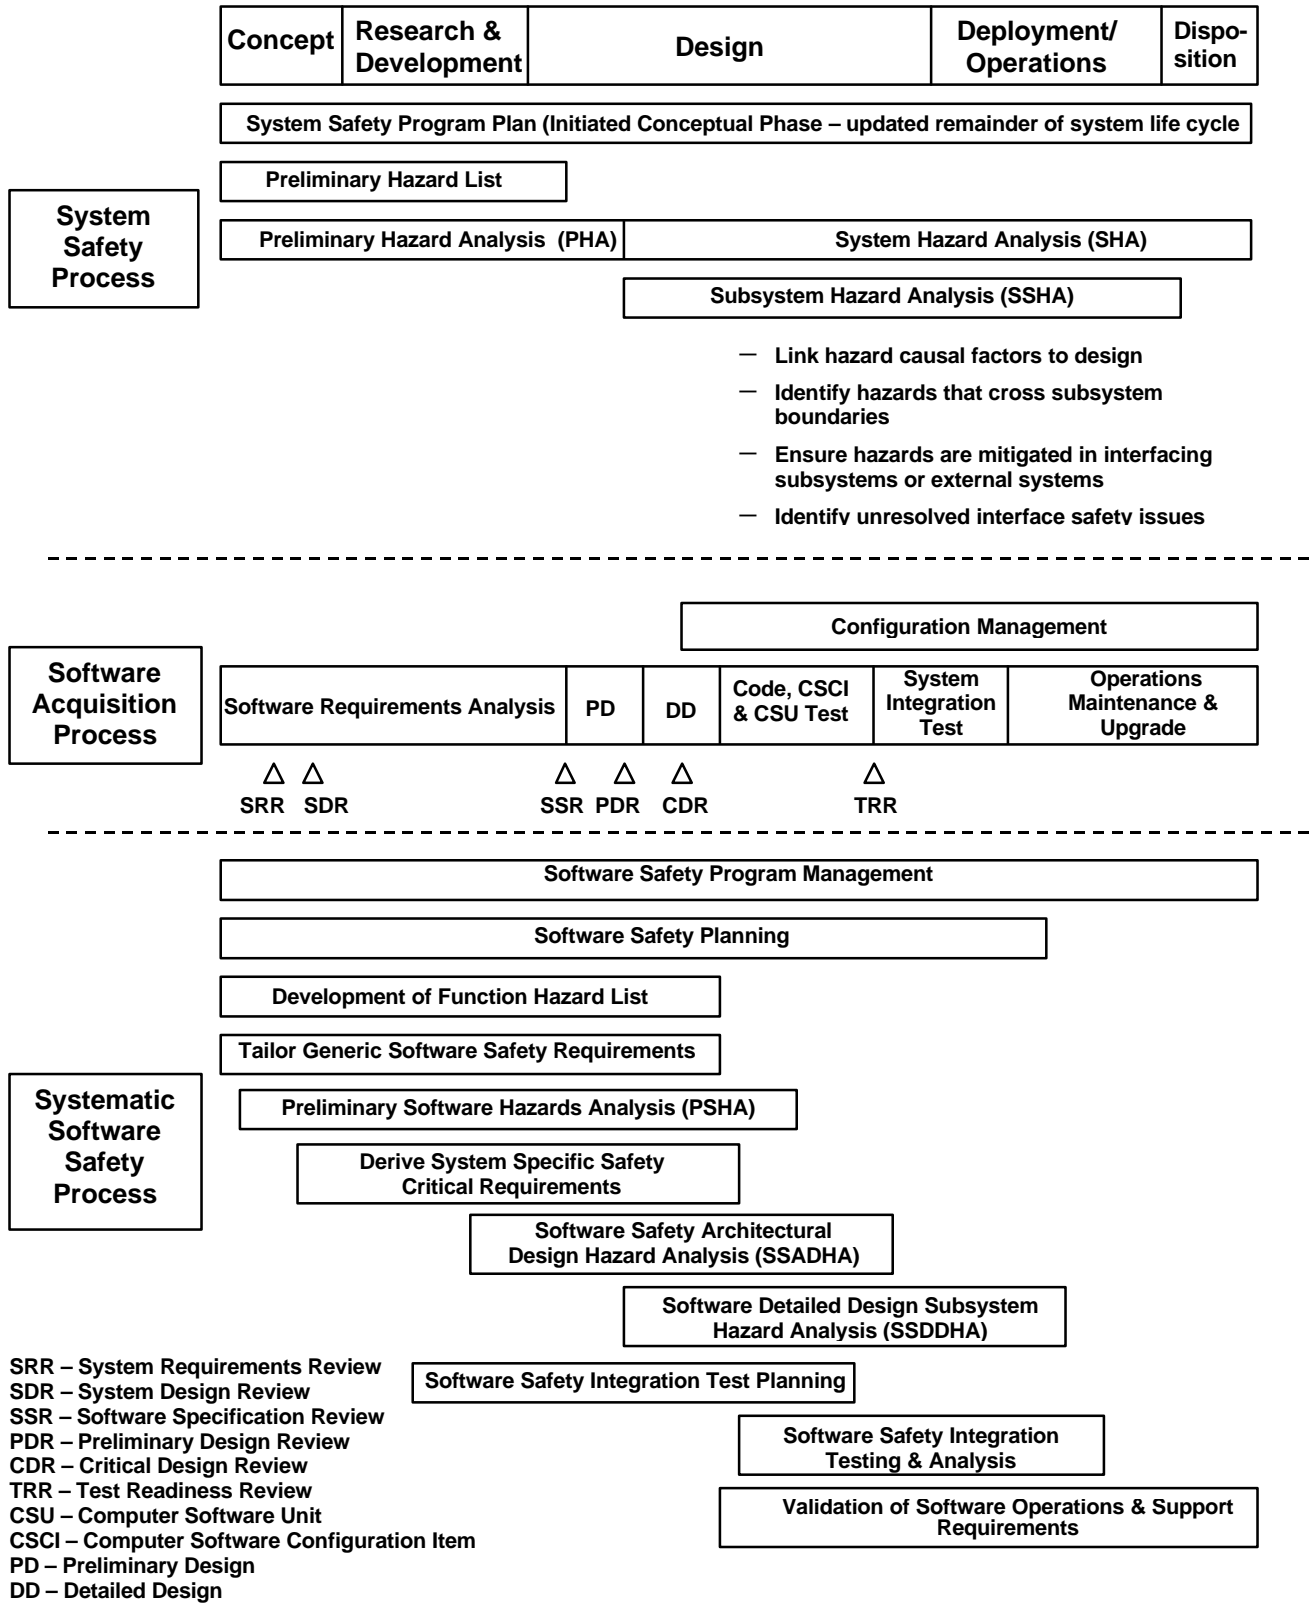 Concept
Research &
Development
Design
Deployment/
Operations
Dispo-
sition
System Safety Program Plan (Initiated Conceptual Phase – updated remainder of system life cycle
Preliminary Hazard List
System
Safety
Process
Preliminary Hazard Analysis (PHA)
System Hazard Analysis (SHA)
Subsystem Hazard Analysis (SSHA)
– Link hazard causal factors to design
– Identify hazards that cross subsystem
boundaries
– Ensure hazards are mitigated in interfacing
subsystems or external systems
– Identify unresolved interface safety issues
Configuration Management
Software
Acquisition
Process
Software Requirements Analysis
PD
DD
Code, CSCI
& CSU Test
System
Integration
Test
Operations
Maintenance &
Upgrade
SRR
SDR
SSR
PDR
CDR
TRR
Software Safety Program Management
Software Safety Planning
Development of Function Hazard List
Tailor Generic Software Safety Requirements
Systematic
Software
Safety
Process
Preliminary Software Hazards Analysis (PSHA)
Derive System Specific Safety
Critical Requirements
Software Safety Architectural
Design Hazard Analysis (SSADHA)
Software Detailed Design Subsystem
Hazard Analysis (SSDDHA)
Software Safety Integration Test Planning
Software Safety Integration
Testing & Analysis
Validation of Software Operations & Support
Requirements
SRR – System Requirements Review
SDR – System Design Review
SSR – Software Specification Review
PDR – Preliminary Design Review
CDR – Critical Design Review
TRR – Test Readiness Review
CSU – Computer Software Unit
CSCI – Computer Software Configuration Item
PD – Preliminary Design
DD – Detailed Design